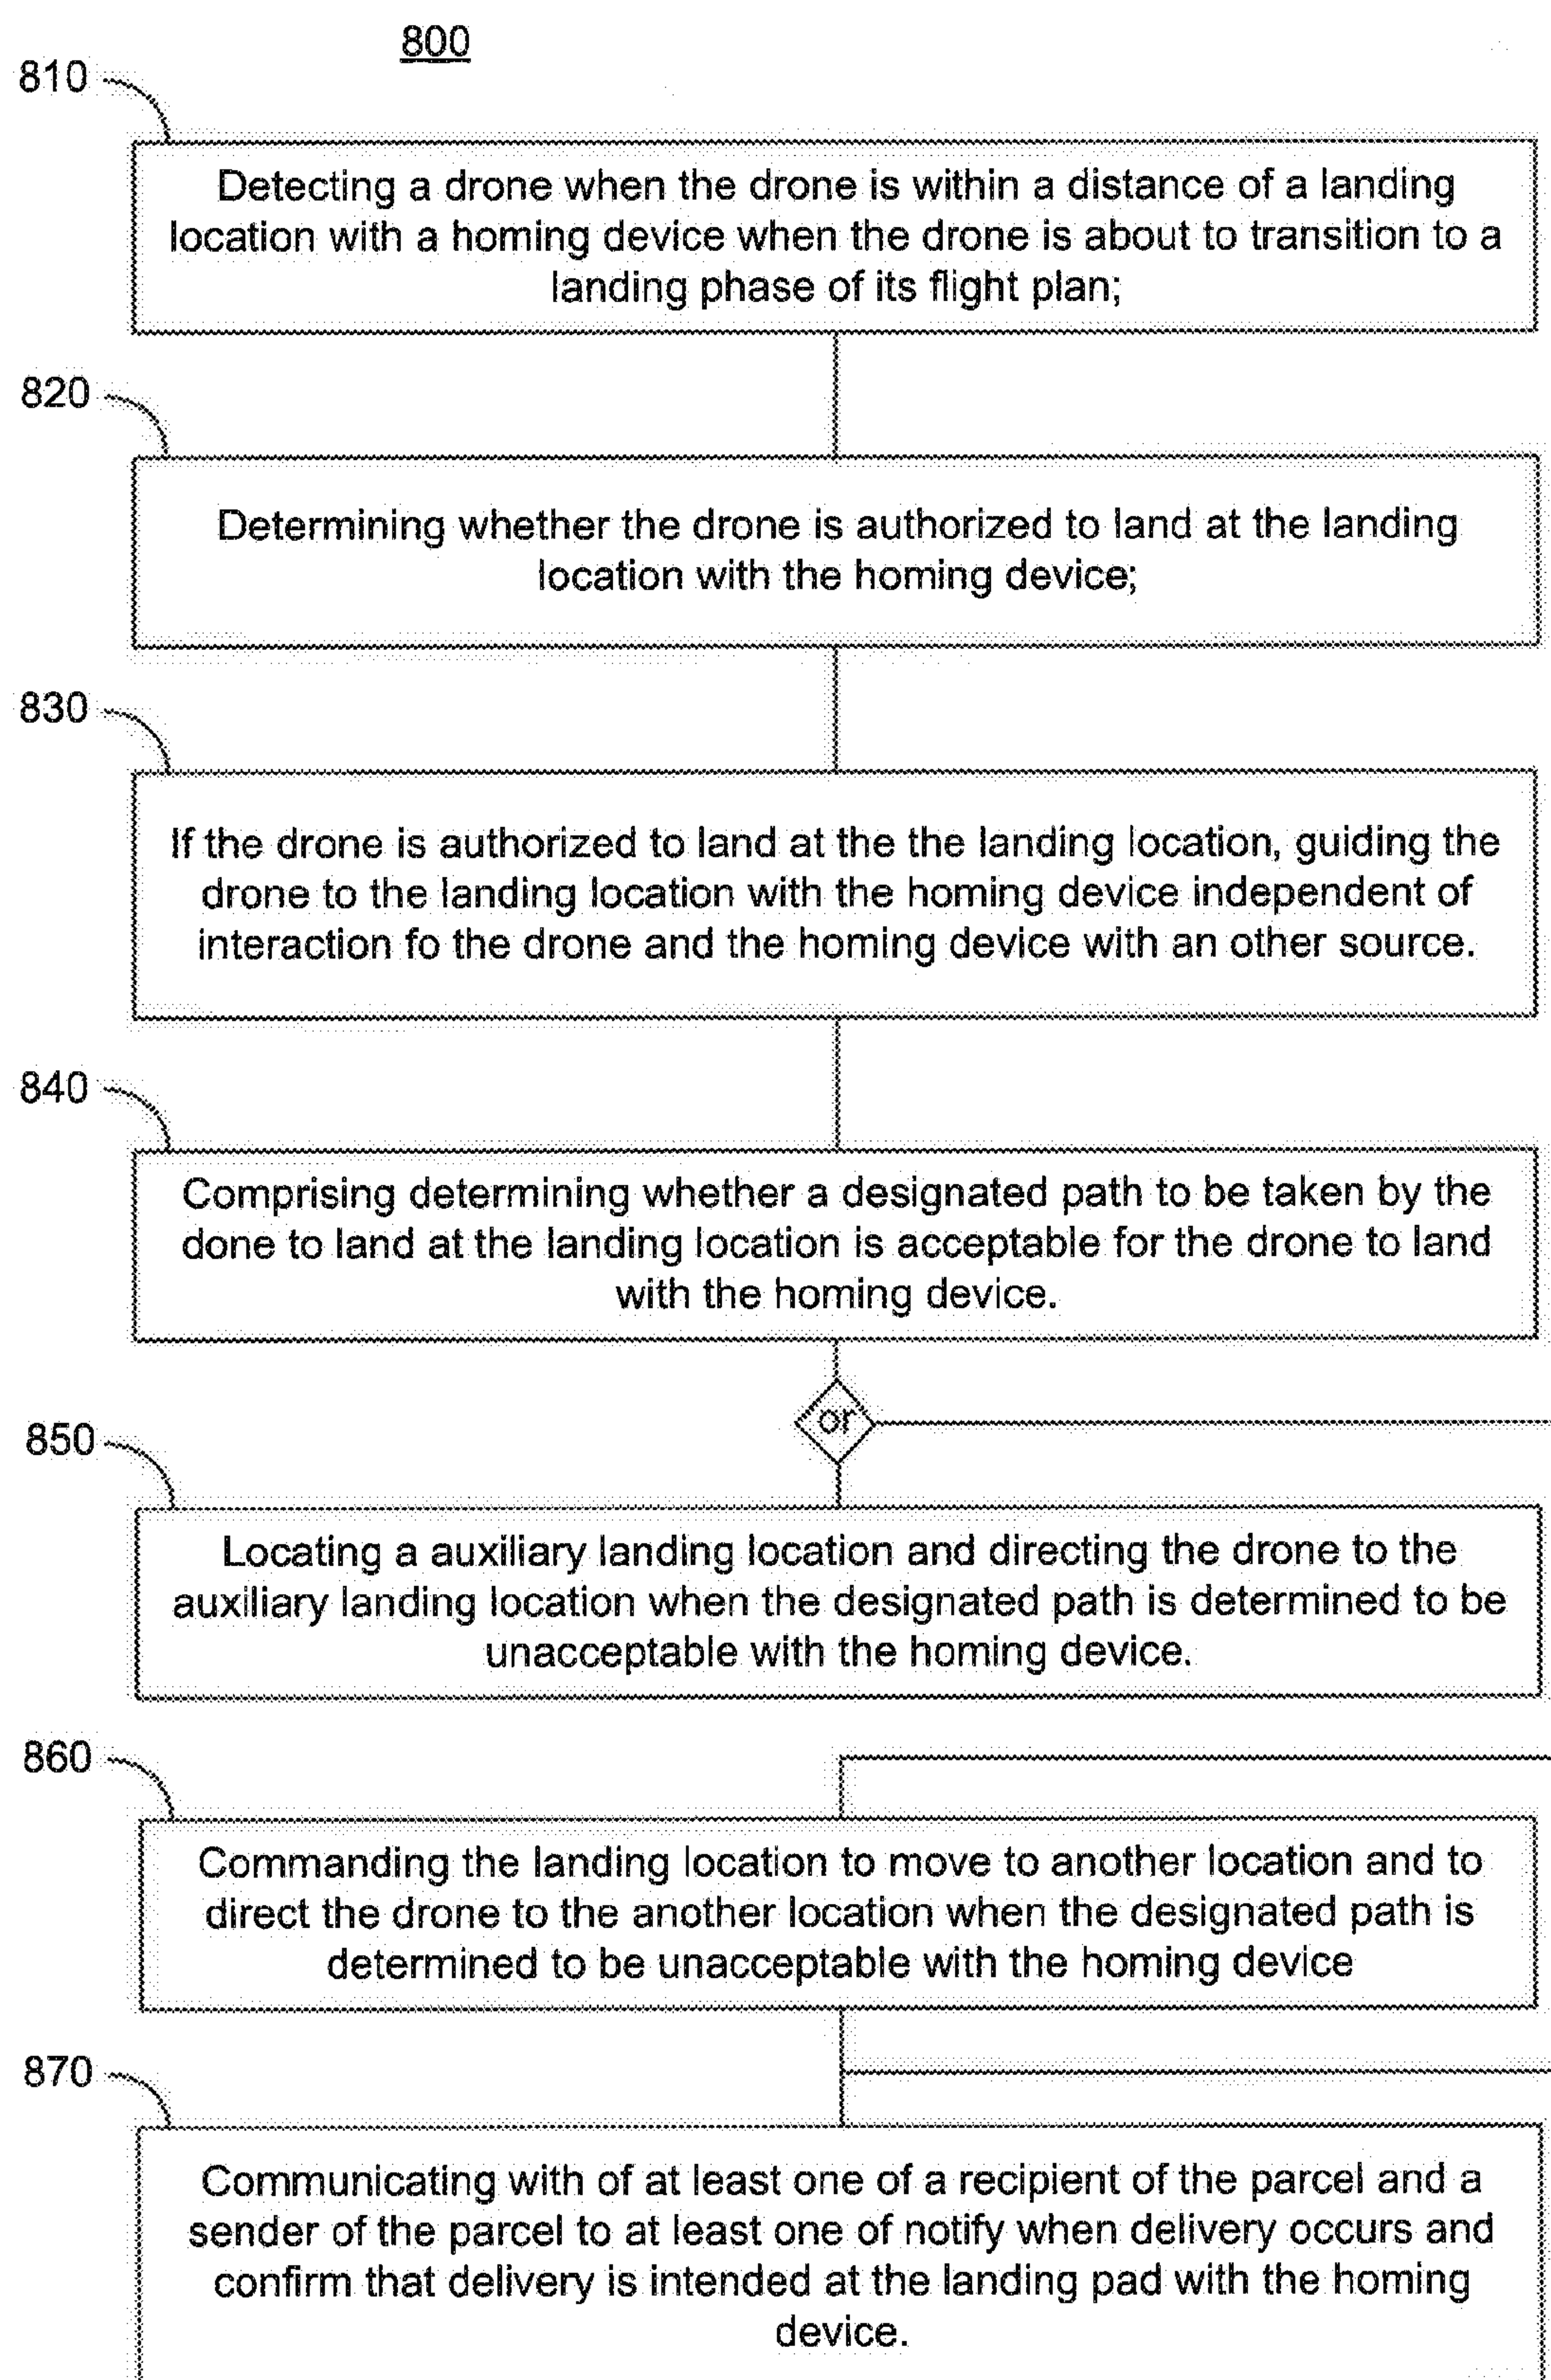 800
810
Detecting a drone when the drone is within a distance of a landing
location with a homing device when the drone is about to transition to a
landing phase of its flight plan;
820
Determining whether the drone is authorized to land at the landing
location with the homing device;
830
If the drone is authorized to land at the the landing location, guiding the
drone to the landing location with the homing device independent of
interaction fo the drone and the homing device with an other source.
840
Comprising determining whether a designated path to be taken by the
done to land at the landing location is acceptable for the drone to land
with the homing device.
or
850
Locating a auxiliary landing location and directing the drone to the
auxiliary landing location when the designated path is determined to be
unacceptable with the homing device.
860
Commanding the landing location to move to another location and to
direct the drone to the another location when the designated path is
determined to be unacceptable with the homing device
870
Communicating with of at least one of a recipient of the parcel and a
sender of the parcel to at least one of notify when delivery occurs and
confirm that delivery is intended at the landing pad with the homing
device.